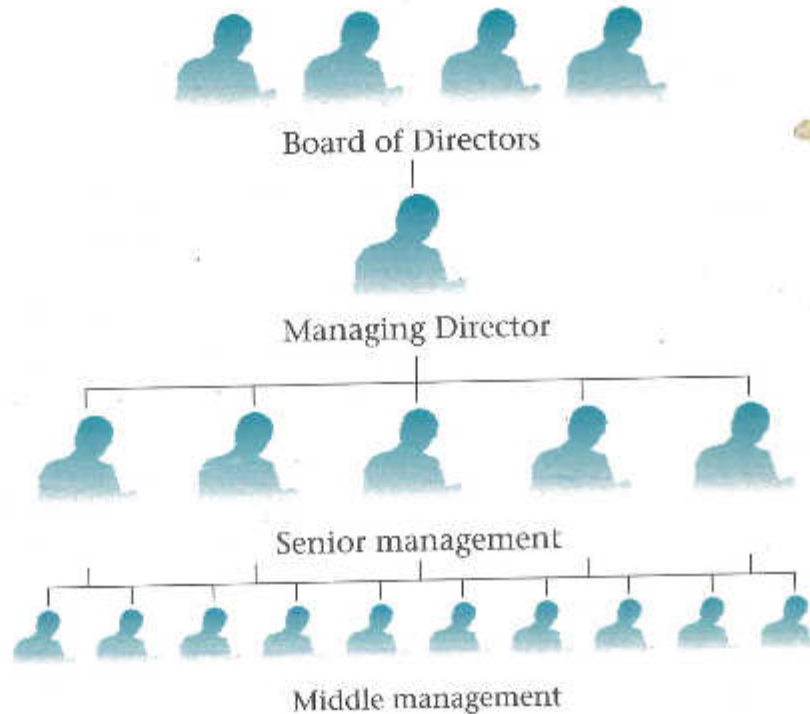 Board of Directors
Managing Director
Senior management
Middle management